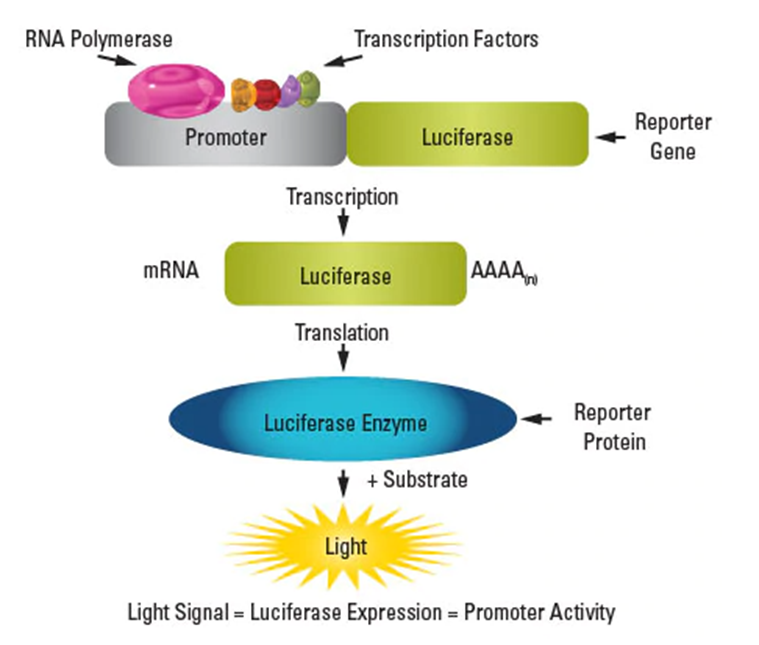 RNA Polymerase
Transcription Factors
Promoter
Luciferase
Reporter
Gene
Transcription
mRNA
Luciferase
AAAA(n)
Translation
Luciferase Enzyme
Reporter
Protein
+ Substrate
Light
Light Signal = Luciferase Expression = Promoter Activity